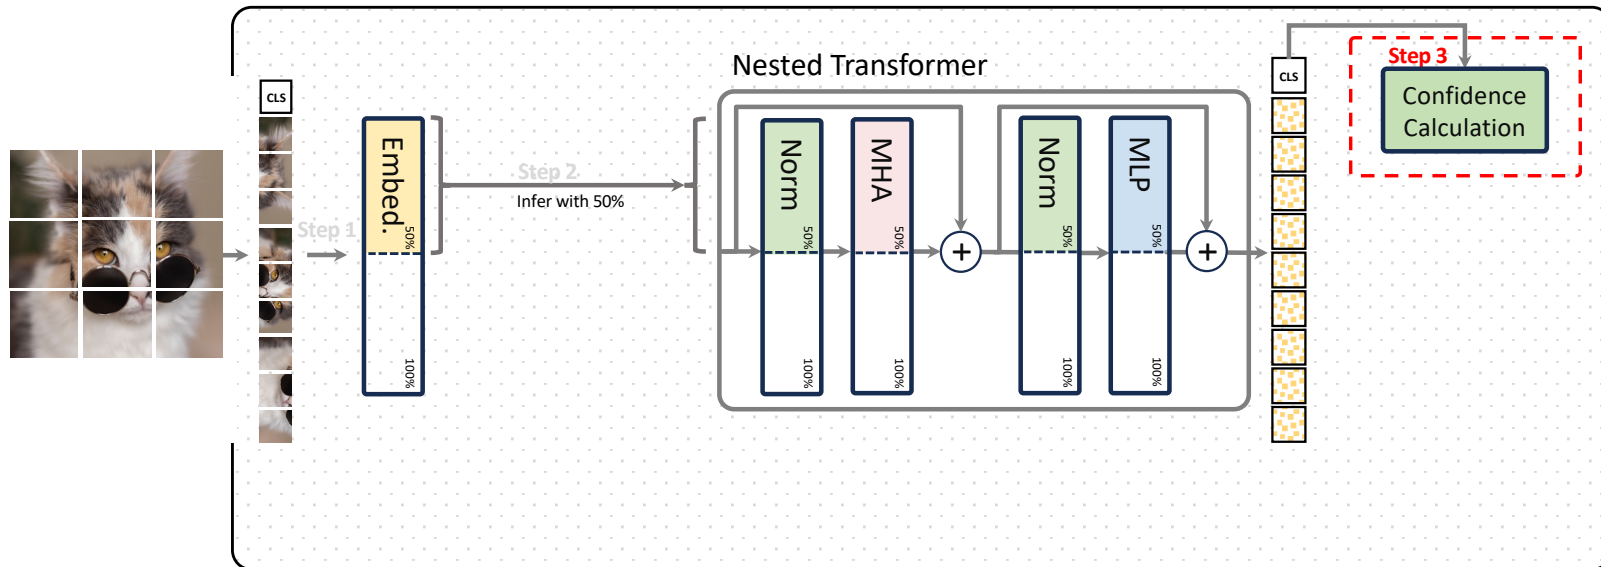 Nested Transformer
CLS
Step 1
Embed.
50%
100%
Step 2
Infer with 50%
Norm
50%
100%
MHA
50%
100%
+
Norm
50%
100%
MLP
50%
100%
+
CLS
Step 3
Confidence
Calculation